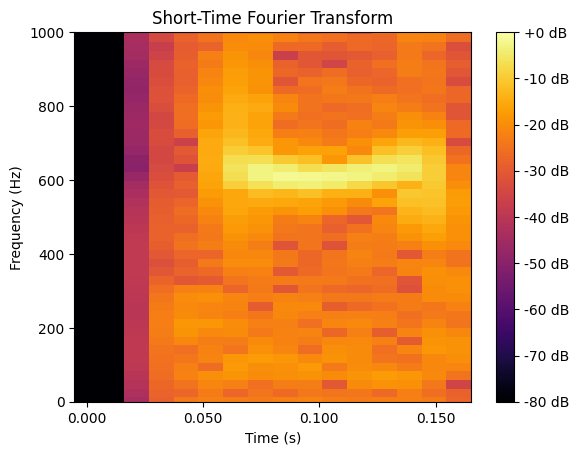 Short-Time Fourier Transform
Frequency (Hz)
1000
800
600
400
200
0
0.000
0.050
0.100
0.150
Time (s)
+0 dB
-10 dB
-20 dB
-30 dB
-40 dB
-50 dB
-60 dB
-70 dB
-80 dB